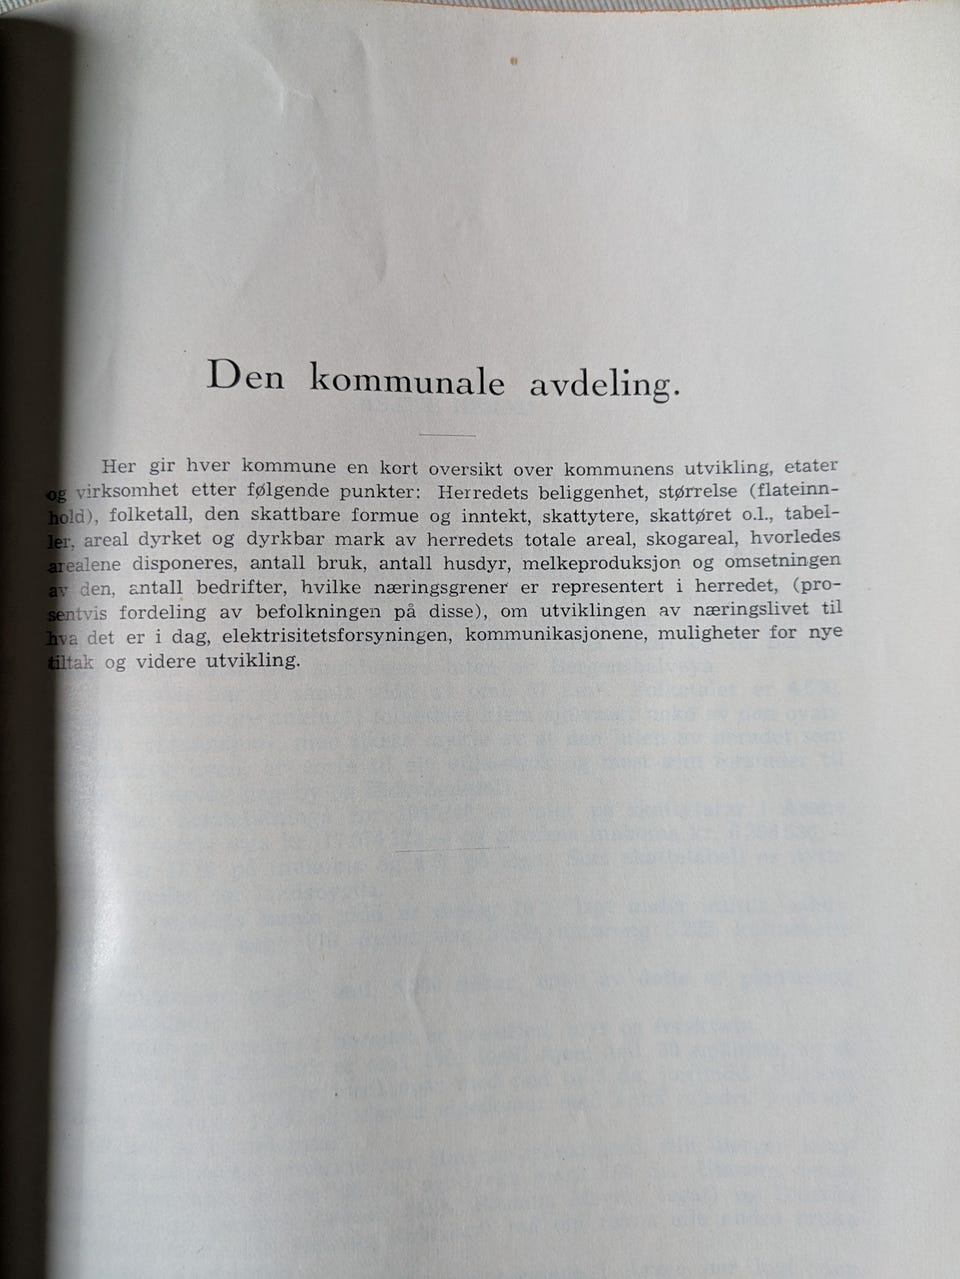 Den kommunale avdeling.
Her gir hver kommune en kort oversikt over kommunens utvikling, etater
og virksomhet etter følgende punkter: Herredets beliggenhet, størrelse (flateinn-
hold), folketall, den skattbare formue og inntekt, skattytere, skattøret o.l., tabel-
ler, areal dyrket og dyrkbar mark av herredets totale areal, skogareal, hvorledes
arealene disponeres, antall bruk, antall husdyr, melkeproduksjon og omsetningen
av den, antall bedrifter, hvilke næringsgrener er representert i herredet, (pro-
sentvis fordeling av befolkningen på disse), om utviklingen av næringslivet til
hva det er i dag, elektrisitetsforsyningen, kommunikasjonene, muligheter for nye
tiltak og videre utvikling.